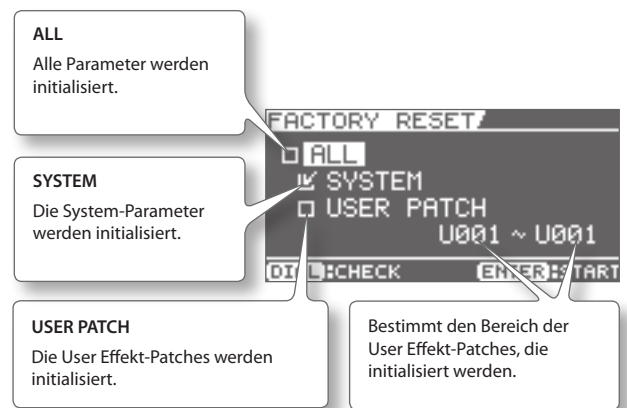 ALL
Alle Parameter werden
initialisiert.
FACTORY RESET
ALL
SYSTEM
SYSTEM
Die System-Parameter
werden initialisiert.
USER PATCH
U001 ~ U001
:CHECK
(ENTER):START
USER PATCH
Die User Effekt-Patches werden
initialisiert.
Bestimmt den Bereich der
User Effekt-Patches, die
initialisiert werden.